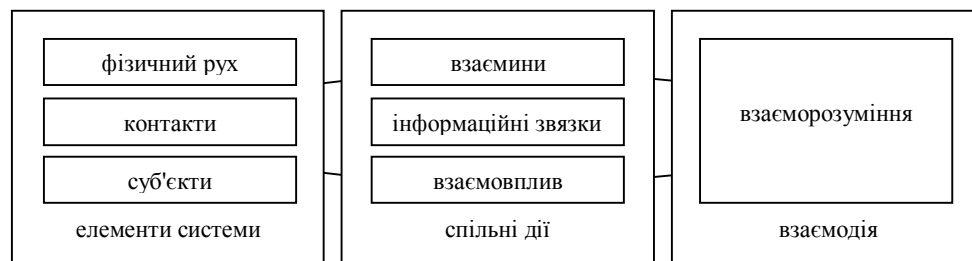 фізичний рух
контакти
суб'єкти
елементи системи
взаємини
інформаційні звязки
взаємовплив
спільні дії
взаєморозуміння
взаємодія